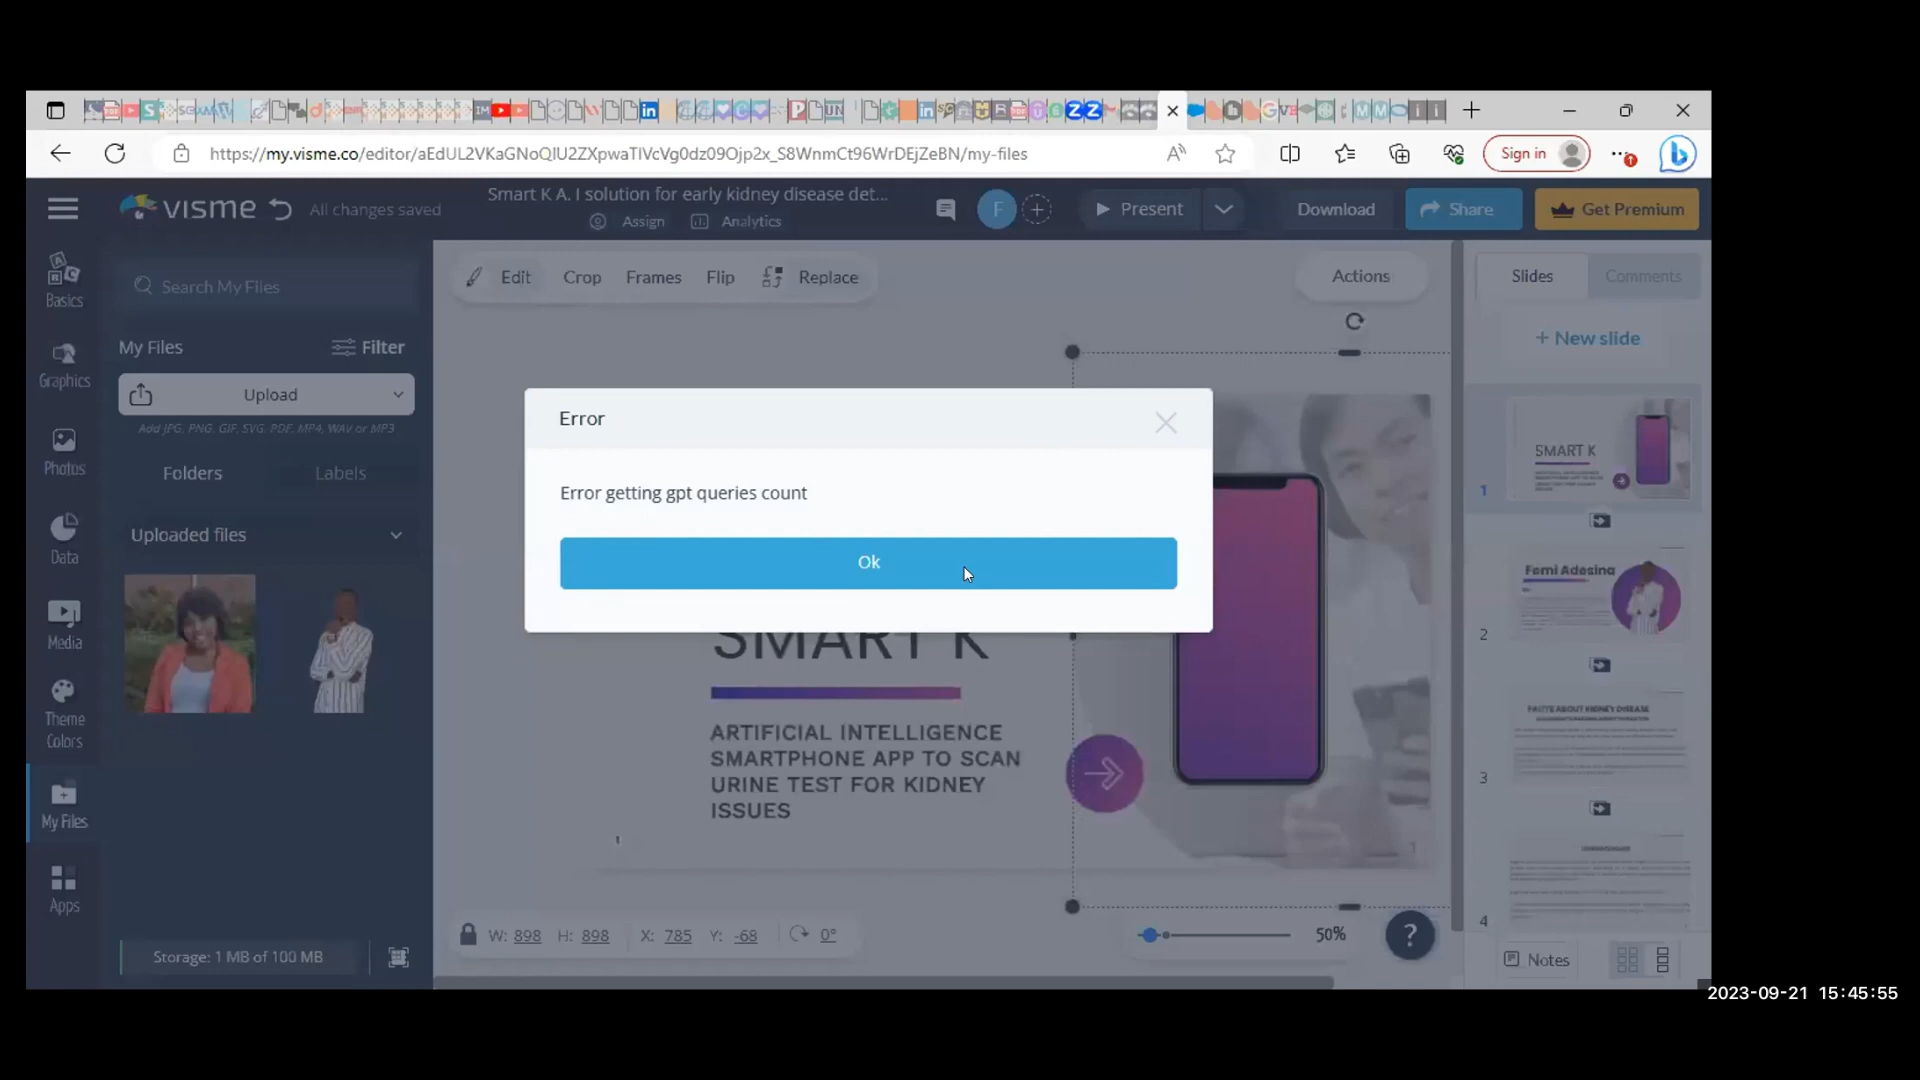 https://my.visme.co/editor/aEdUL2VKaGNoQlU2ZXpwaTlVcVg0dz09Ojp2x_S8WnmCt96WrDEjZeBN/my-files
Sign in
visme
All changes saved
Smart K A. I solution for early kidney disease det...
Assign
Analytics
F
Present
Download
Share
Get Premium
Basics
Graphics
Photos
Data
Media
Theme
Colors
My Files
Apps
Search My Files
My Files
Filter
Upload
Add JPG, PNG, GIF, SVG, PDF, MP4, WAV or MP3
Folders
Labels
Uploaded files
Storage: 1 MB of 100 MB
Edit
Crop
Frames
Flip
Replace
Actions
Error
Error getting gpt queries count
Ok
SMART K
ARTIFICIAL INTELLIGENCE
SMARTPHONE APP TO SCAN
URINE TEST FOR KIDNEY
ISSUES
W: 898 H: 898 X: 785 Y: -68 0°
50%
?
Slides
Comments
+ New slide
SMART K
1
Femi Adesina
2
FACTS ABOUT KIDNEY DISEASE
3
4
Notes
2023-09-21 15:45:55